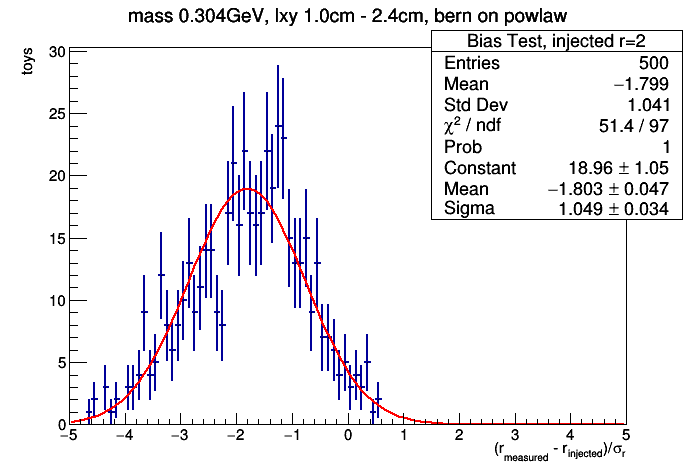 mass 0.304GeV, lxy 1.0cm - 2.4cm, bern on powlaw
Bias Test, injected r=2
Entries 500
Mean −1.799
Std Dev 1.041
χ² / ndf 51.4 / 97
Prob 1
Constant 18.96 ± 1.05
Mean −1.803 ± 0.047
Sigma 1.049 ± 0.034
toys
30
25
20
15
10
5
0
−5 −4 −3 −2 −1 0 1 2 3 4 5
(r_measured - r_injected)/σ_r